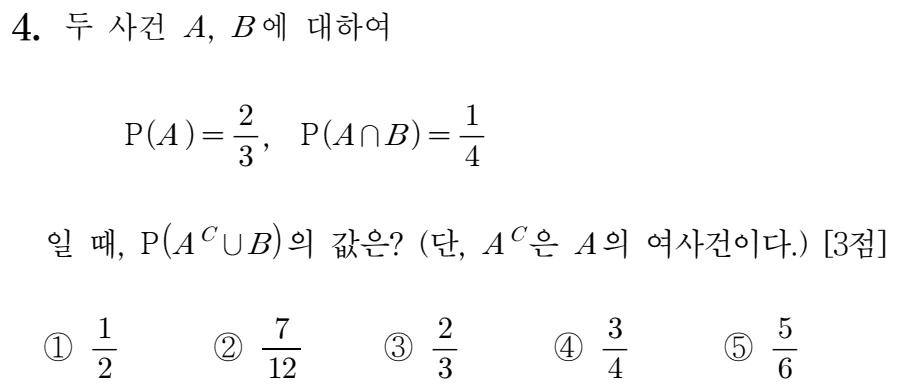 4. 두 사건 A, B에 대하여
P(A) = 2/3, P(A∩B) = 1/4
일 때, P(A^C∪B)의 값은? (단, A^C은 A의 여사건이다.) [3점]
① 1/2 ② 7/12 ③ 2/3 ④ 3/4 ⑤ 5/6